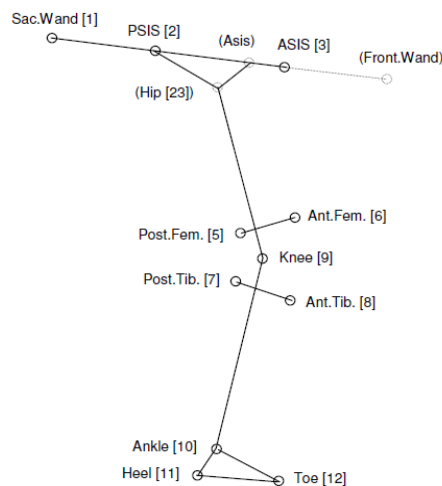 Sac.Wand [1]
PSIS [2]
(Asis)
ASIS [3]
(Front.Wand)
(Hip [23])
Ant.Fem. [6]
Post.Fem. [5]
Knee [9]
Post.Tib. [7]
Ant.Tib. [8]
Ankle [10]
Heel [11]
Toe [12]